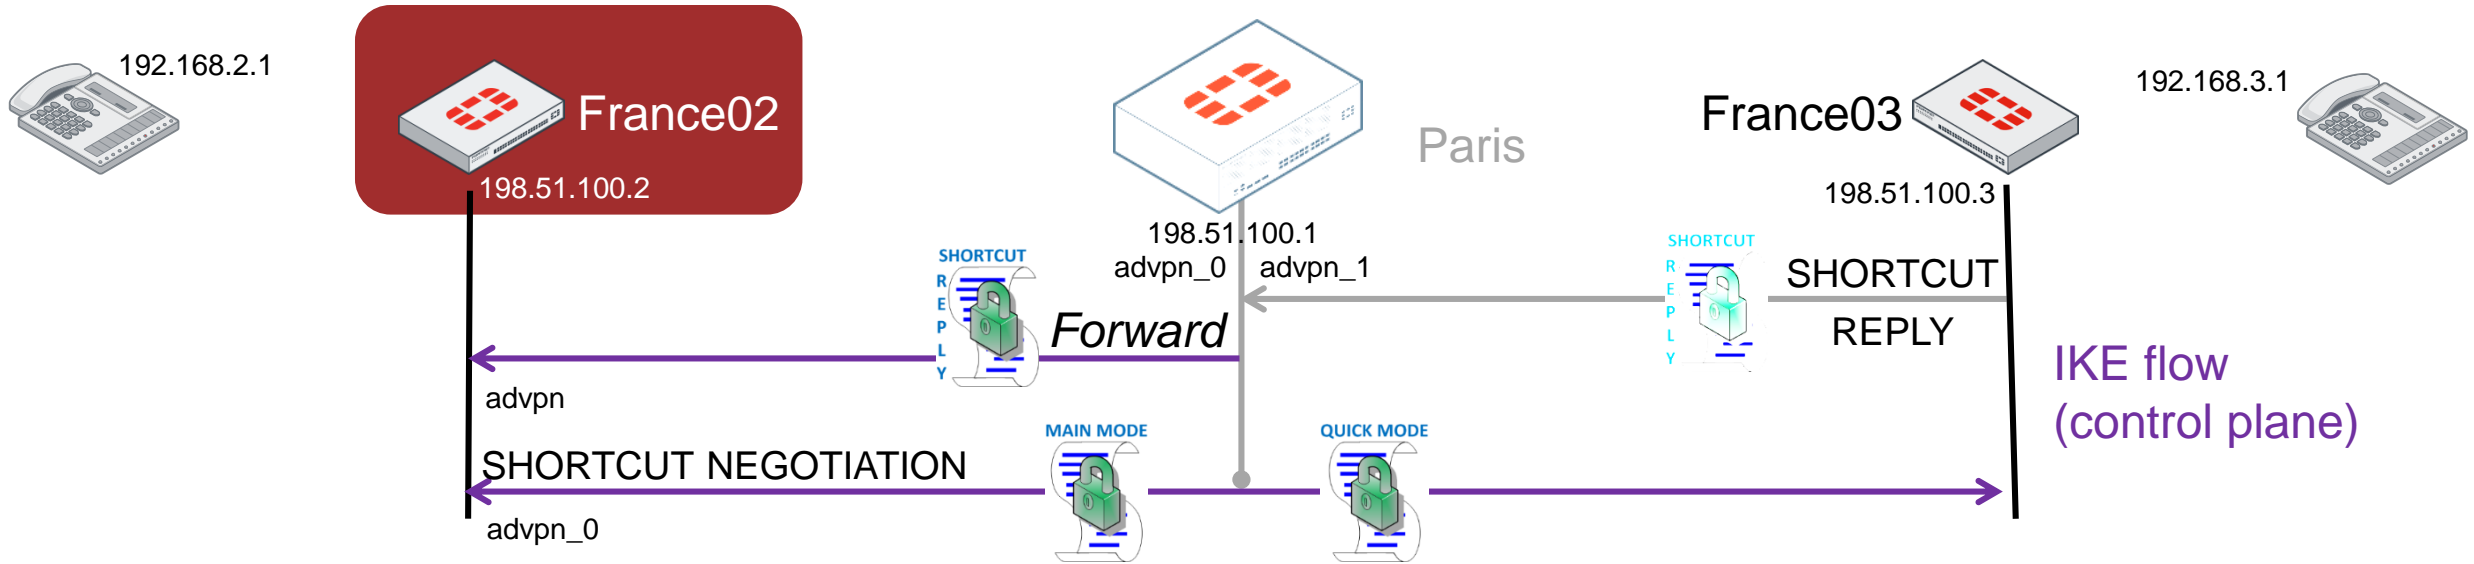 192.168.2.1
France02
198.51.100.2
Paris
198.51.100.1
advpn_0
advpn_1
France03
198.51.100.3
192.168.3.1
SHORTCUT
REPLY
Forward
SHORTCUT
REPLY
SHORTCUT
REPLY
IKE flow
(control plane)
advpn
SHORTCUT NEGOTIATION
MAIN MODE
QUICK MODE
advpn_0